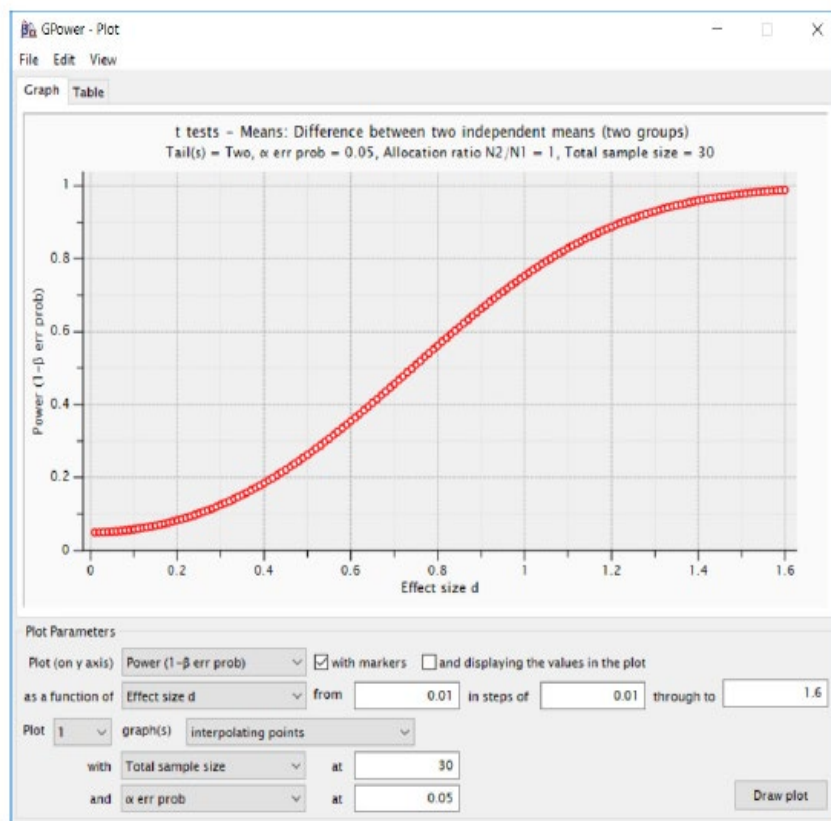 GPower - Plot
File Edit View
Graph Table
t tests - Means: Difference between two independent means (two groups)
Tail(s) = Two, α err prob = 0.05, Allocation ratio N2/N1 = 1, Total sample size = 30
Power (1-β err prob)
1
0.8
0.6
0.4
0.2
0
0 0.2 0.4 0.6 0.8 1 1.2 1.4 1.6
Effect size d
Plot Parameters
Plot (on y axis) Power (1-β err prob) with markers and displaying the values in the plot
as a function of Effect size d from 0.01 in steps of 0.01 through to 1.6
Plot 1 graph(s) interpolating points
with Total sample size at 30
and α err prob at 0.05 Draw plot